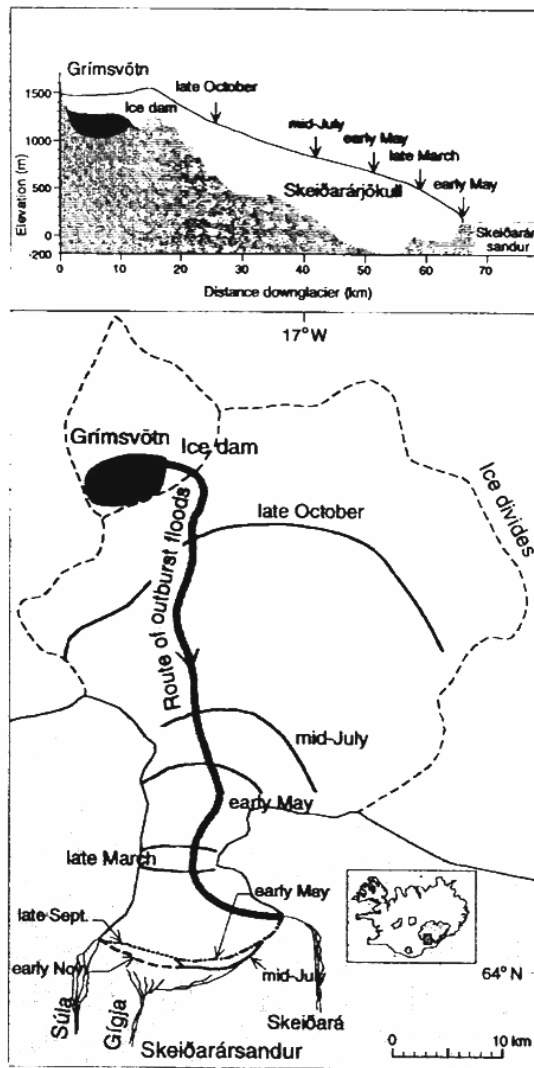 Grímsvötn
late October
Ice dam
mid-July
early May
late March
early May
Skeiðarárjökull
Skeiðarár
sandur
Elevation (m)
1500
1000
500
0
-200
0 10 20 30 40 50 60 70 80
Distance downglacier (km)
17°W
Grímsvötn
Ice dam
late October
Ice divides
Route of outburst floods
mid-July
early May
late March
early May
late Sept.
early Nov
mid-July
64° N
Súla
Gígja
Skeiðará
0 10 km
Skeiðarársandur